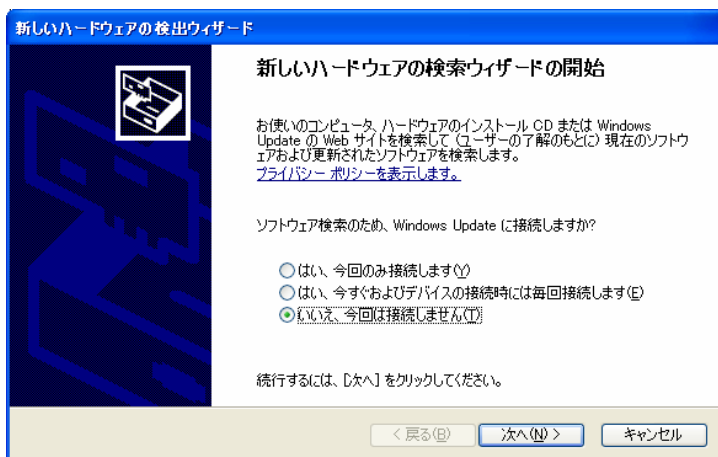 新しいハードウェアの検出ウィザード
新しいハードウェアの検索ウィザードの開始
お使いのコンピュータ、ハードウェアのインストール CD または Windows
Update の Web サイトを検索して (ユーザーの了解のもとに) 現在のソフトウ
ェアおよび更新されたソフトウェアを検索します。
プライバシー ポリシーを表示します。
ソフトウェア検索のため、Windows Update に接続しますか?
はい、今回のみ接続します(Y)
はい、今すぐおよびデバイスの接続時には毎回接続します(E)
いいえ、今回は接続しません(T)
続行するには、[次へ] をクリックしてください。
< 戻る(B) 次へ(N) > キャンセル